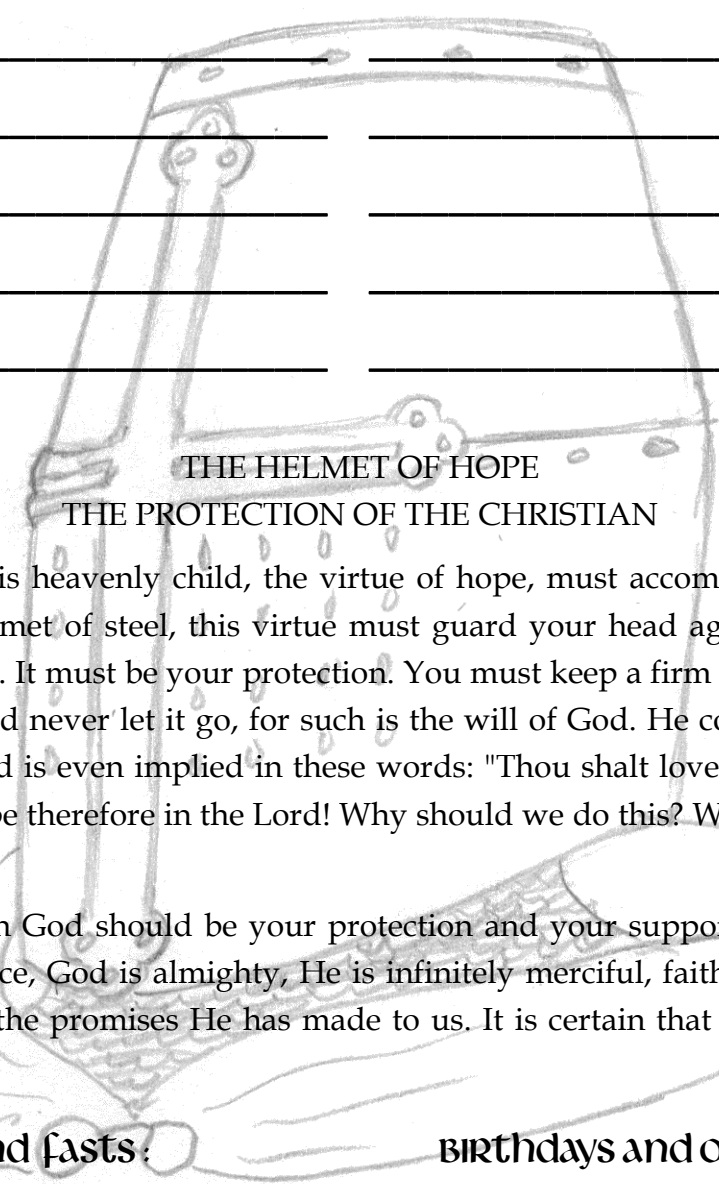 THE HELMET OF HOPE
THE PROTECTION OF THE CHRISTIAN
is heavenly child, the virtue of hope, must accom
met of steel, this virtue must guard your head ag
. It must be your protection. You must keep a firm
d never let it go, for such is the will of God. He co
d is even implied in these words: "Thou shalt love
pe therefore in the Lord! Why should we do this? W
n God should be your protection and your suppor
ce, God is almighty, He is infinitely merciful, faith
the promises He has made to us. It is certain that
nd fasts: Birthdays and o